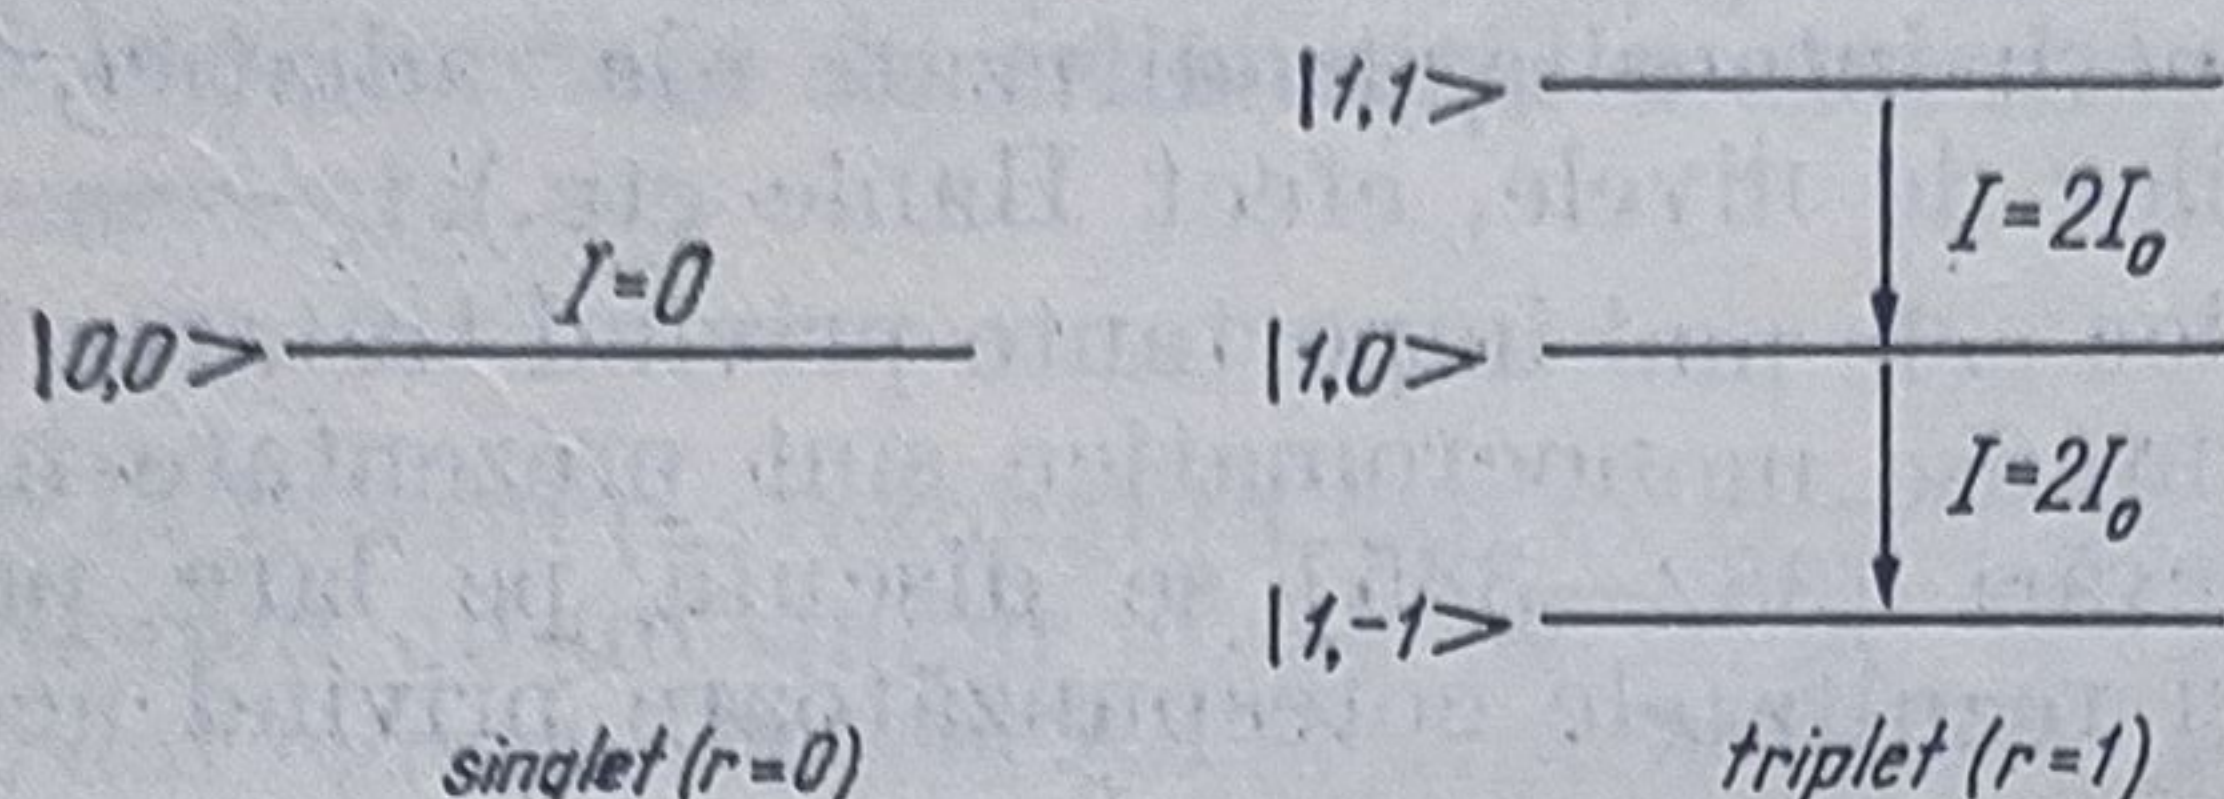 |1,1>
I=2I₀
I=0
|0,0>
|1,0>
I=2I₀
|1,-1>
singlet (r=0)
triplet (r=1)